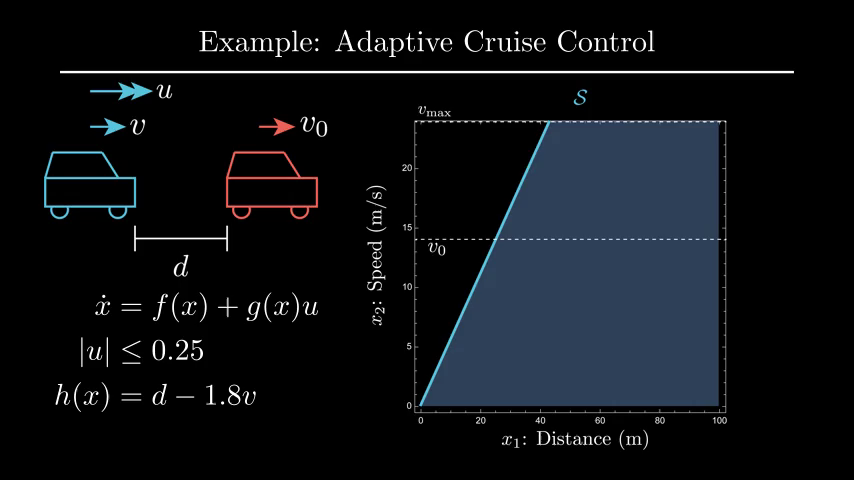 Example: Adaptive Cruise Control
u
v
v₀
d
ẋ = f(x) + g(x)u
|u| ≤ 0.25
h(x) = d − 1.8v
𝒮
v_max
v₀
x₂: Speed (m/s)
20
15
10
5
0
0 20 40 60 80 100
x₁: Distance (m)